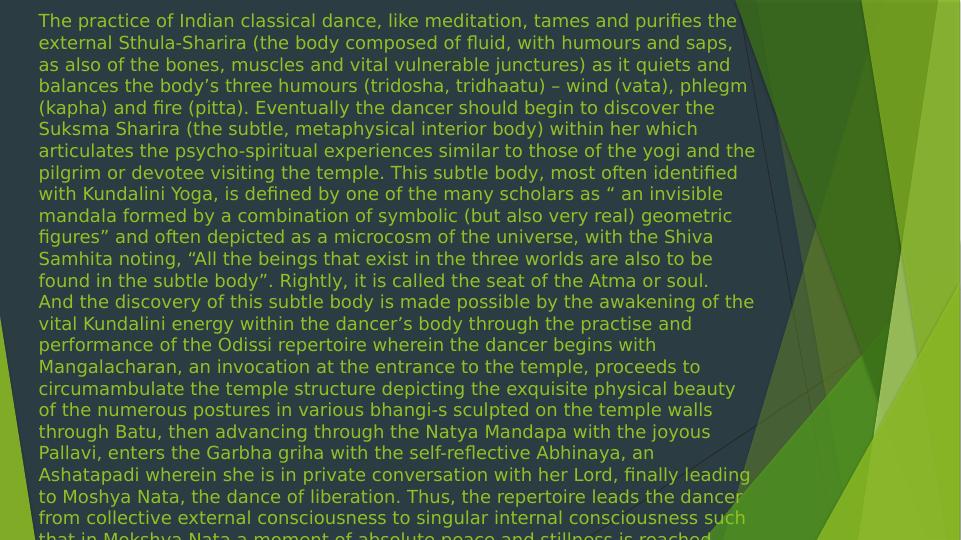 The practice of Indian classical dance, like meditation, tames and purifies the
external Sthula-Sharira (the body composed of fluid, with humours and saps,
as also of the bones, muscles and vital vulnerable junctures) as it quiets and
balances the body’s three humours (tridosha, tridhaatu) – wind (vata), phlegm
(kapha) and fire (pitta). Eventually the dancer should begin to discover the
Suksma Sharira (the subtle, metaphysical interior body) within her which
articulates the psycho-spiritual experiences similar to those of the yogi and the
pilgrim or devotee visiting the temple. This subtle body, most often identified
with Kundalini Yoga, is defined by one of the many scholars as “ an invisible
mandala formed by a combination of symbolic (but also very real) geometric
figures” and often depicted as a microcosm of the universe, with the Shiva
Samhita noting, “All the beings that exist in the three worlds are also to be
found in the subtle body”. Rightly, it is called the seat of the Atma or soul.
And the discovery of this subtle body is made possible by the awakening of the
vital Kundalini energy within the dancer’s body through the practise and
performance of the Odissi repertoire wherein the dancer begins with
Mangalacharan, an invocation at the entrance to the temple, proceeds to
circumambulate the temple structure depicting the exquisite physical beauty
of the numerous postures in various bhangi-s sculpted on the temple walls
through Batu, then advancing through the Natya Mandapa with the joyous
Pallavi, enters the Garbha griha with the self-reflective Abhinaya, an
Ashatapadi wherein she is in private conversation with her Lord, finally leading
to Moshya Nata, the dance of liberation. Thus, the repertoire leads the dancer
from collective external consciousness to singular internal consciousness such
that in Mokshya Nata a moment of absolute peace and stillness is reached